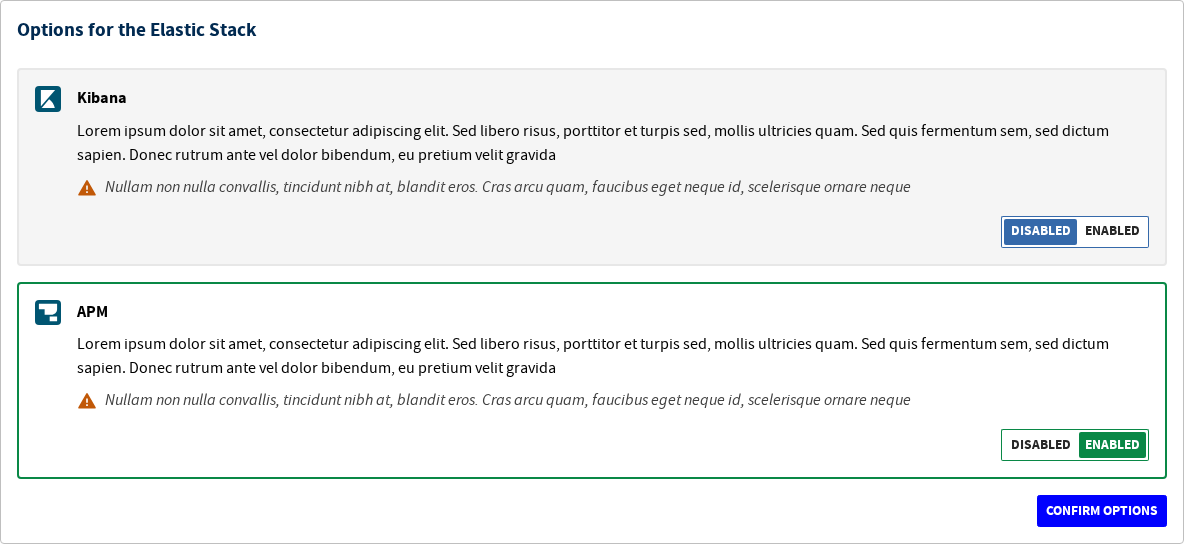 Options for the Elastic Stack
Kibana
Lorem ipsum dolor sit amet, consectetur adipiscing elit. Sed libero risus, porttitor et turpis sed, mollis ultricies quam. Sed quis fermentum sem, sed dictum
sapien. Donec rutrum ante vel dolor bibendum, eu pretium velit gravida
Nullam non nulla convallis, tincidunt nibh at, blandit eros. Cras arcu quam, faucibus eget neque id, scelerisque ornare neque
DISABLED ENABLED
APM
Lorem ipsum dolor sit amet, consectetur adipiscing elit. Sed libero risus, porttitor et turpis sed, mollis ultricies quam. Sed quis fermentum sem, sed dictum
sapien. Donec rutrum ante vel dolor bibendum, eu pretium velit gravida
Nullam non nulla convallis, tincidunt nibh at, blandit eros. Cras arcu quam, faucibus eget neque id, scelerisque ornare neque
DISABLED ENABLED
CONFIRM OPTIONS